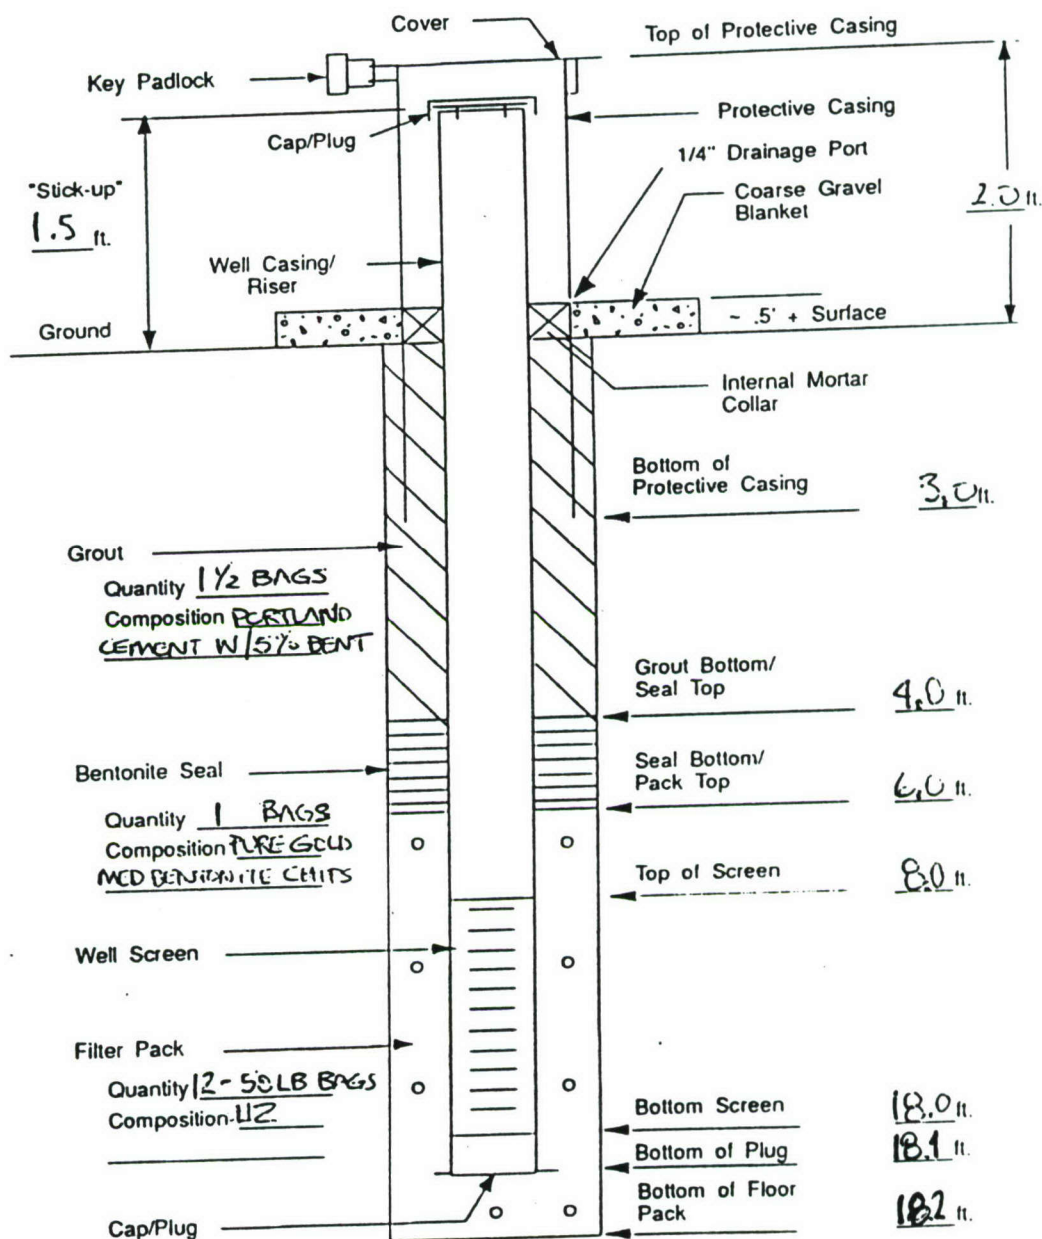 Cover
Top of Protective Casing
Key Padlock
Protective Casing
Cap/Plug
1/4" Drainage Port
"Stick-up"
1.5 ft.
Coarse Gravel
Blanket
2.0 ft.
Well Casing/
Riser
Ground
~ .5' + Surface
Internal Mortar
Collar
Bottom of
Protective Casing
3.0 ft.
Grout
Quantity 1 1/2 BAGS
Composition PORTLAND
CEMENT W/5% BENT
Grout Bottom/
Seal Top
4.0 ft.
Bentonite Seal
Seal Bottom/
Pack Top
6.0 ft.
Quantity 1 BAGS
Composition PURE GOLD
MED BENTONITE CHIPS
Top of Screen
8.0 ft.
Well Screen
Filter Pack
Quantity 12-50 LB BAGS
Composition
Bottom Screen
18.0 ft.
Bottom of Plug
18.1 ft.
Bottom of Floor
Pack
18.2 ft.
Cap/Plug